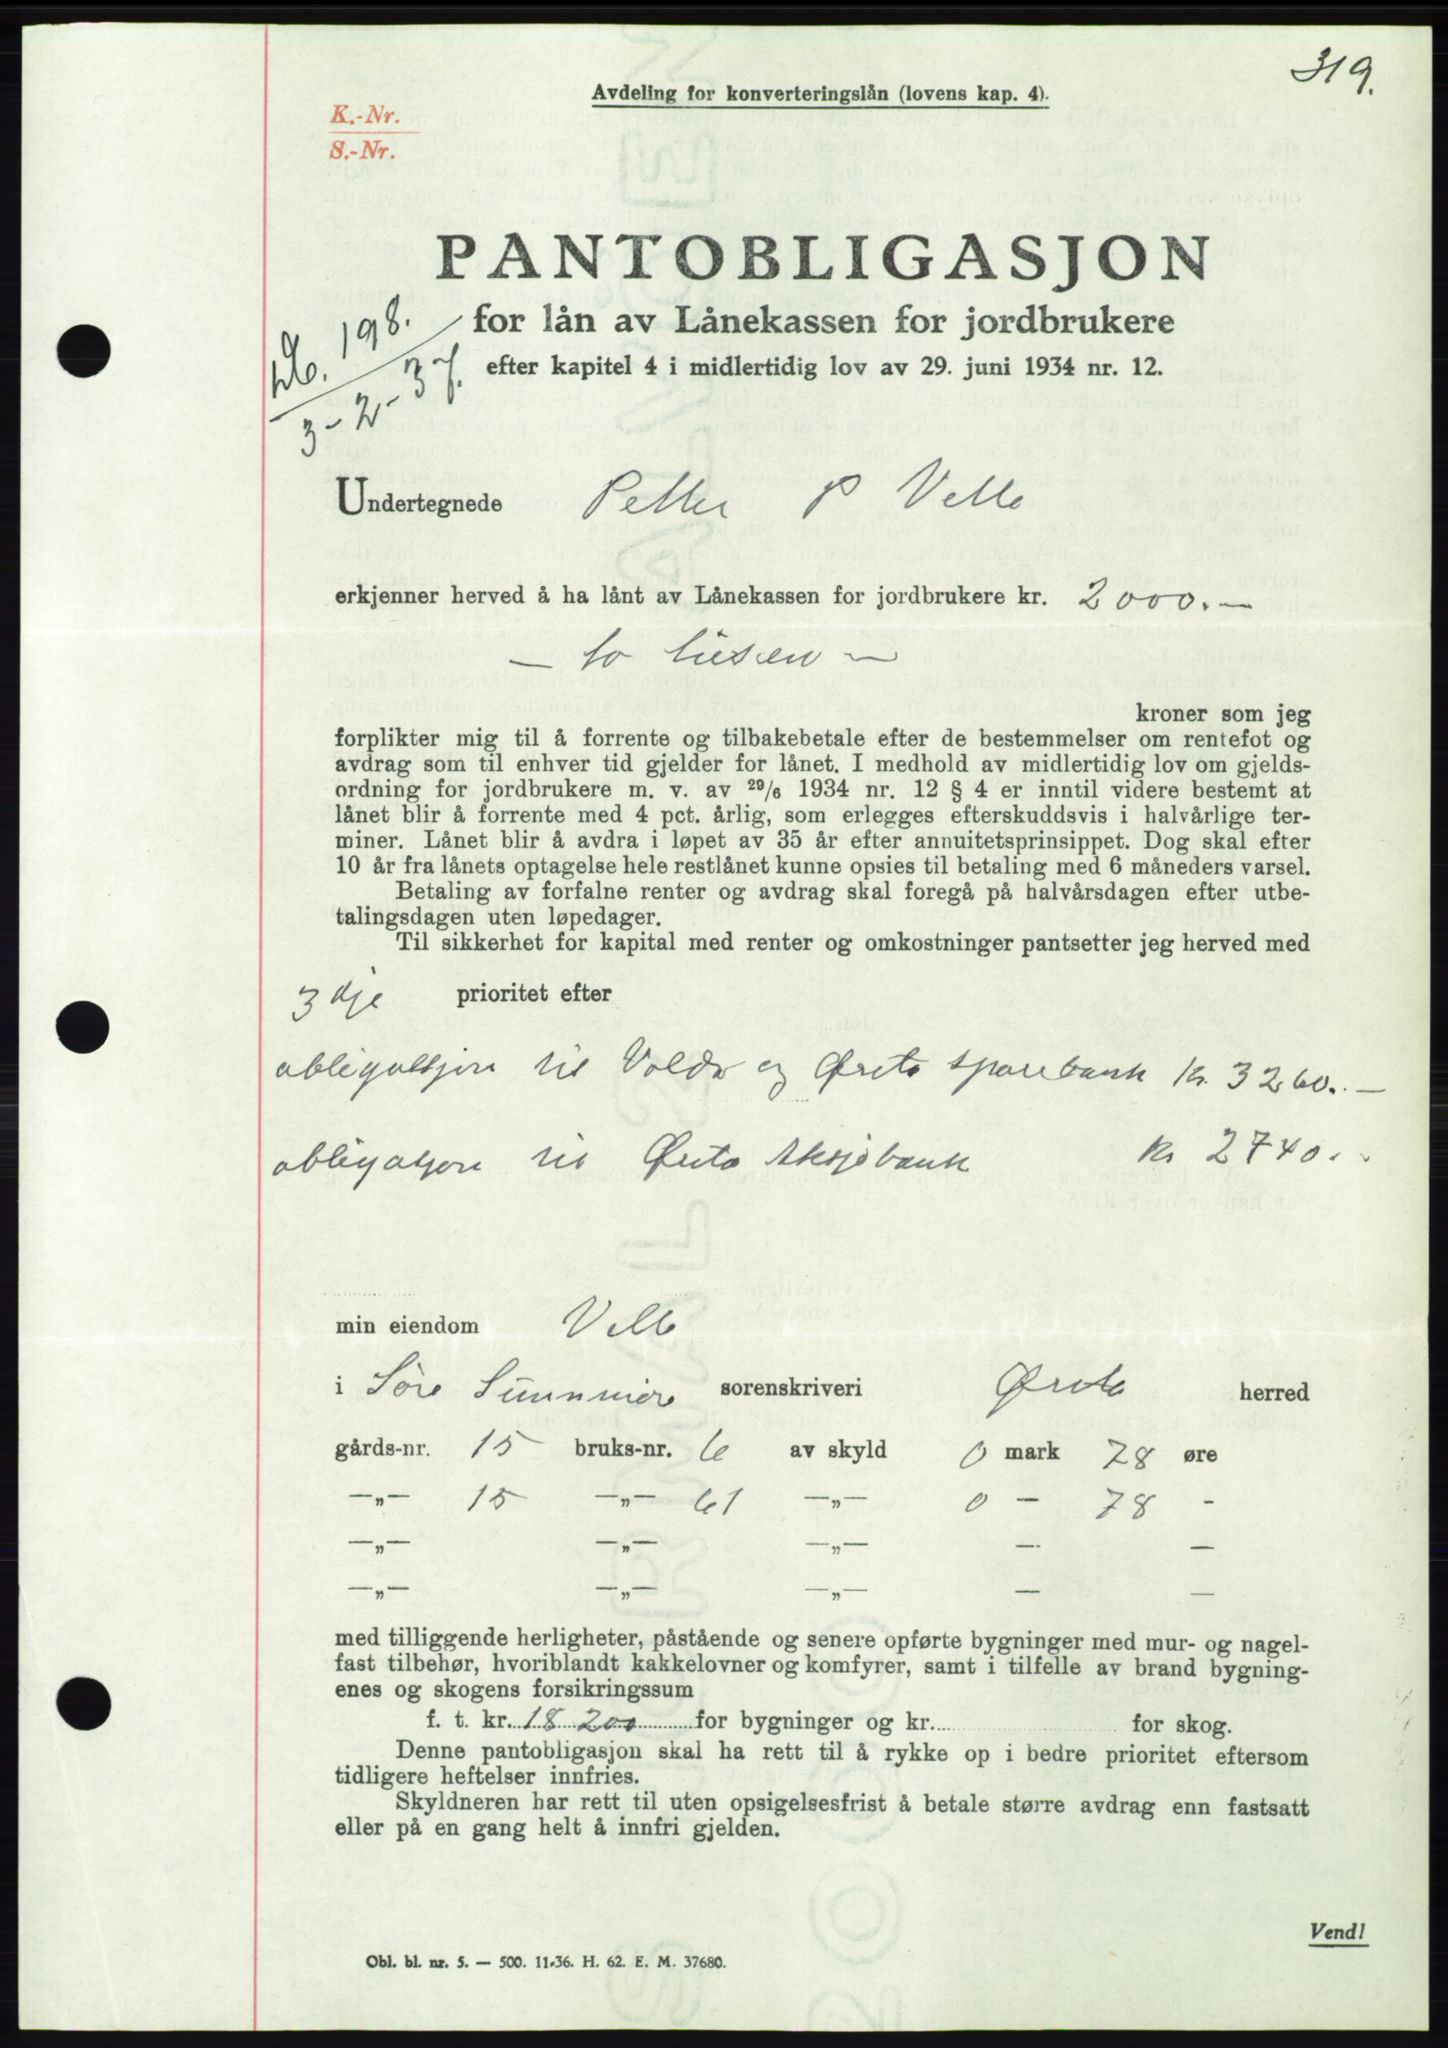 319.
Avdeling for konverteringslån (lovens kap. 4).
K.-Nr.
S.-Nr.
PANTOBLIGASJON
for lån av Lånekassen for jordbrukere
efter kapitel 4 i midlertidig lov av 29. juni 1934 nr. 12.
198.
3-2-37.
Undertegnede Petter P Velle
erkjenner herved å ha lånt av Lånekassen for jordbrukere kr. 2000.—
— to tusen —
kroner som jeg
forplikter mig til å forrente og tilbakebetale efter de bestemmelser om rentefot og
avdrag som til enhver tid gjelder for lånet. I medhold av midlertidig lov om gjelds-
ordning for jordbrukere m. v. av 29/6 1934 nr. 12 § 4 er inntil videre bestemt at
lånet blir å forrente med 4 pct. årlig, som erlegges efterskuddsvis i halvårlige ter-
miner. Lånet blir å avdra i løpet av 35 år efter annuitetsprinsippet. Dog skal efter
10 år fra lånets optagelse hele restlånet kunne opsies til betaling med 6 måneders varsel.
Betaling av forfalne renter og avdrag skal foregå på halvårsdagen efter utbe-
talingsdagen uten løpedager.
Til sikkerhet for kapital med renter og omkostninger pantsetter jeg herved med
3dje prioritet efter
obligasjon til Volda og Ørsta sparebank kr. 3260.—
obligasjon til Ørsta Aksjebank kr 2740.-
min eiendom Velle
i Søre Sunnmøre sorenskriveri Ørsta herred
gårds-nr. 15 bruks-nr. 6 av skyld 0 mark 78 øre
—„— 15 —„— 61 —„— 0 — 78 -
—„— —„— —„— — —
—„— —„— —„— — —
med tilliggende herligheter, påstående og senere opførte bygninger med mur- og nagel-
fast tilbehør, hvoriblandt kakkelovner og komfyrer, samt i tilfelle av brand bygning-
enes og skogens forsikringssum
f. t. kr. 18 200 for bygninger og kr. for skog.
Denne pantobligasjon skal ha rett til å rykke op i bedre prioritet eftersom
tidligere heftelser innfries.
Skyldneren har rett til uten opsigelsesfrist å betale større avdrag enn fastsatt
eller på en gang helt å innfri gjelden.
Vend!
Obl. bl. nr. 5. — 500. 11-36. H. 62. E. M. 37680.